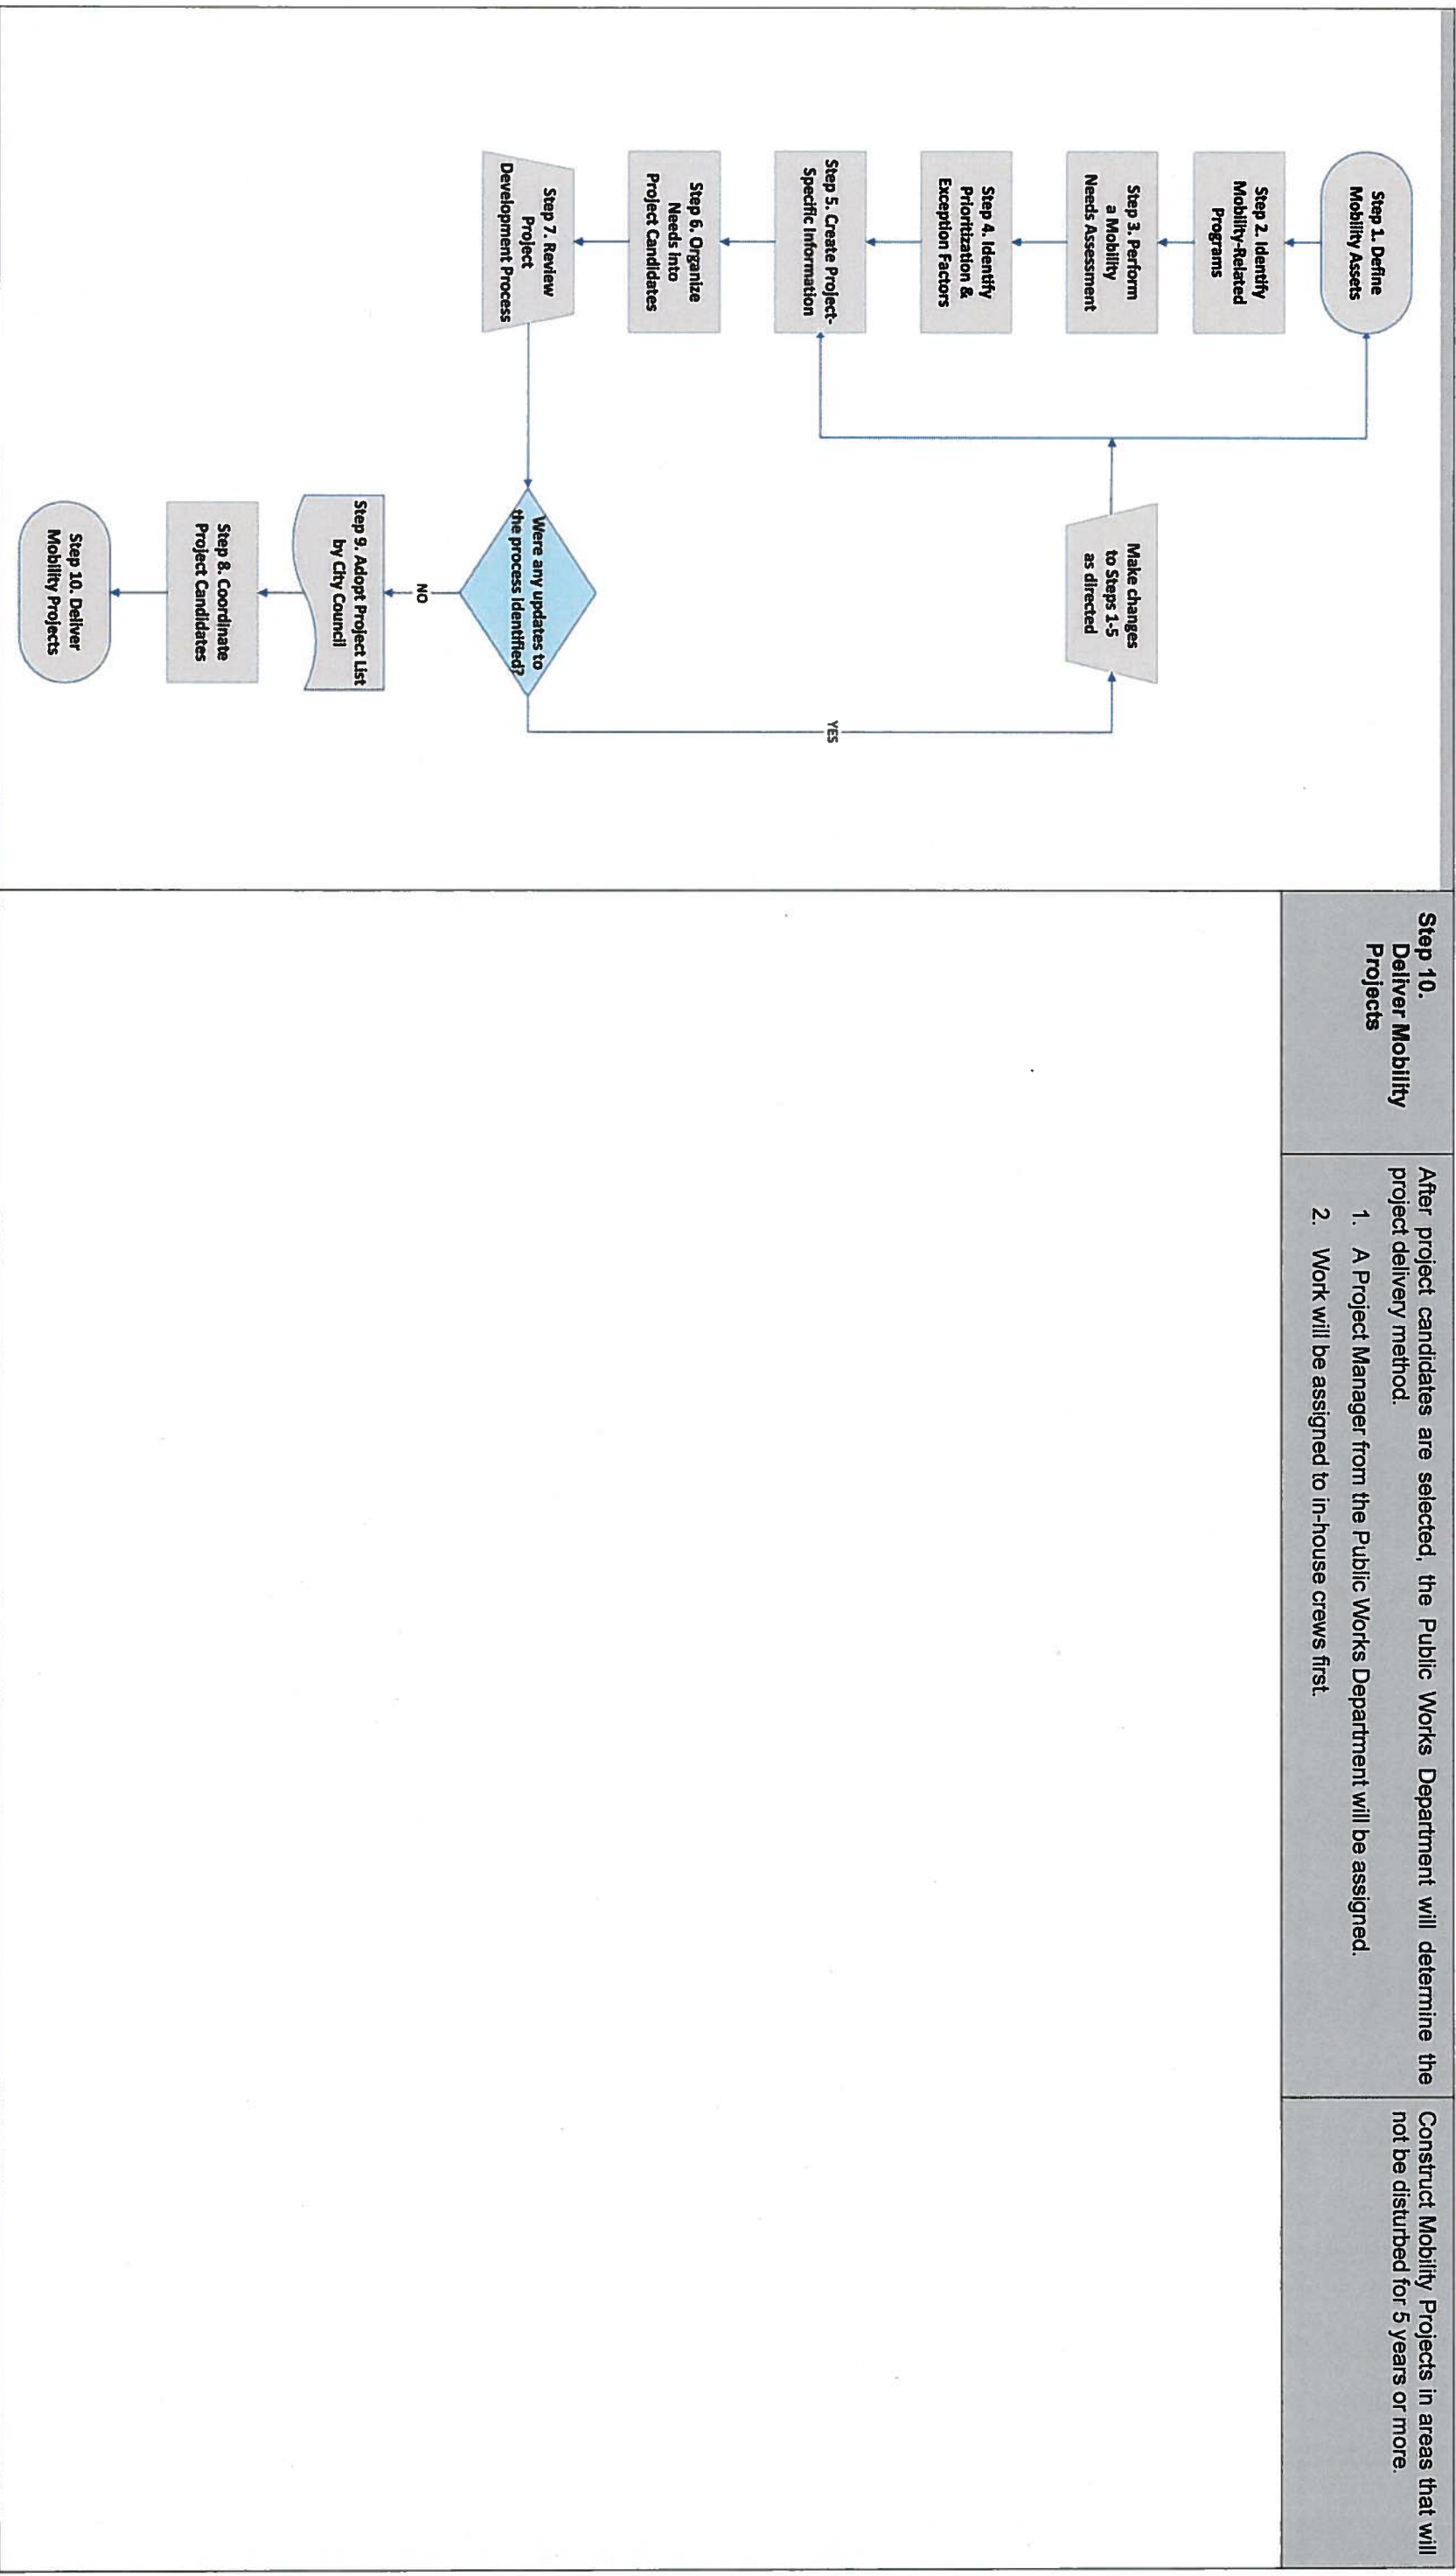 Step 10.
Deliver Mobility
Projects
After project candidates are selected, the Public Works Department will determine the
project delivery method.
1. A Project Manager from the Public Works Department will be assigned.
2. Work will be assigned to in-house crews first.
Construct Mobility Projects in areas that will
not be disturbed for 5 years or more.
Step 1. Define
Mobility Assets
Step 2. Identify
Mobility-Related
Programs
Step 3. Perform
a Mobility
Needs Assessment
Step 4. Identify
Prioritization &
Exception Factors
Step 5. Create Project-
Specific Information
Step 6. Organize
Needs into
Project Candidates
Step 7. Review
Project
Development Process
Make changes
to Steps 1-5
as directed
YES
Were any updates to
the process identified?
NO
Step 9. Adopt Project List
by City Council
Step 8. Coordinate
Project Candidates
Step 10. Deliver
Mobility Projects